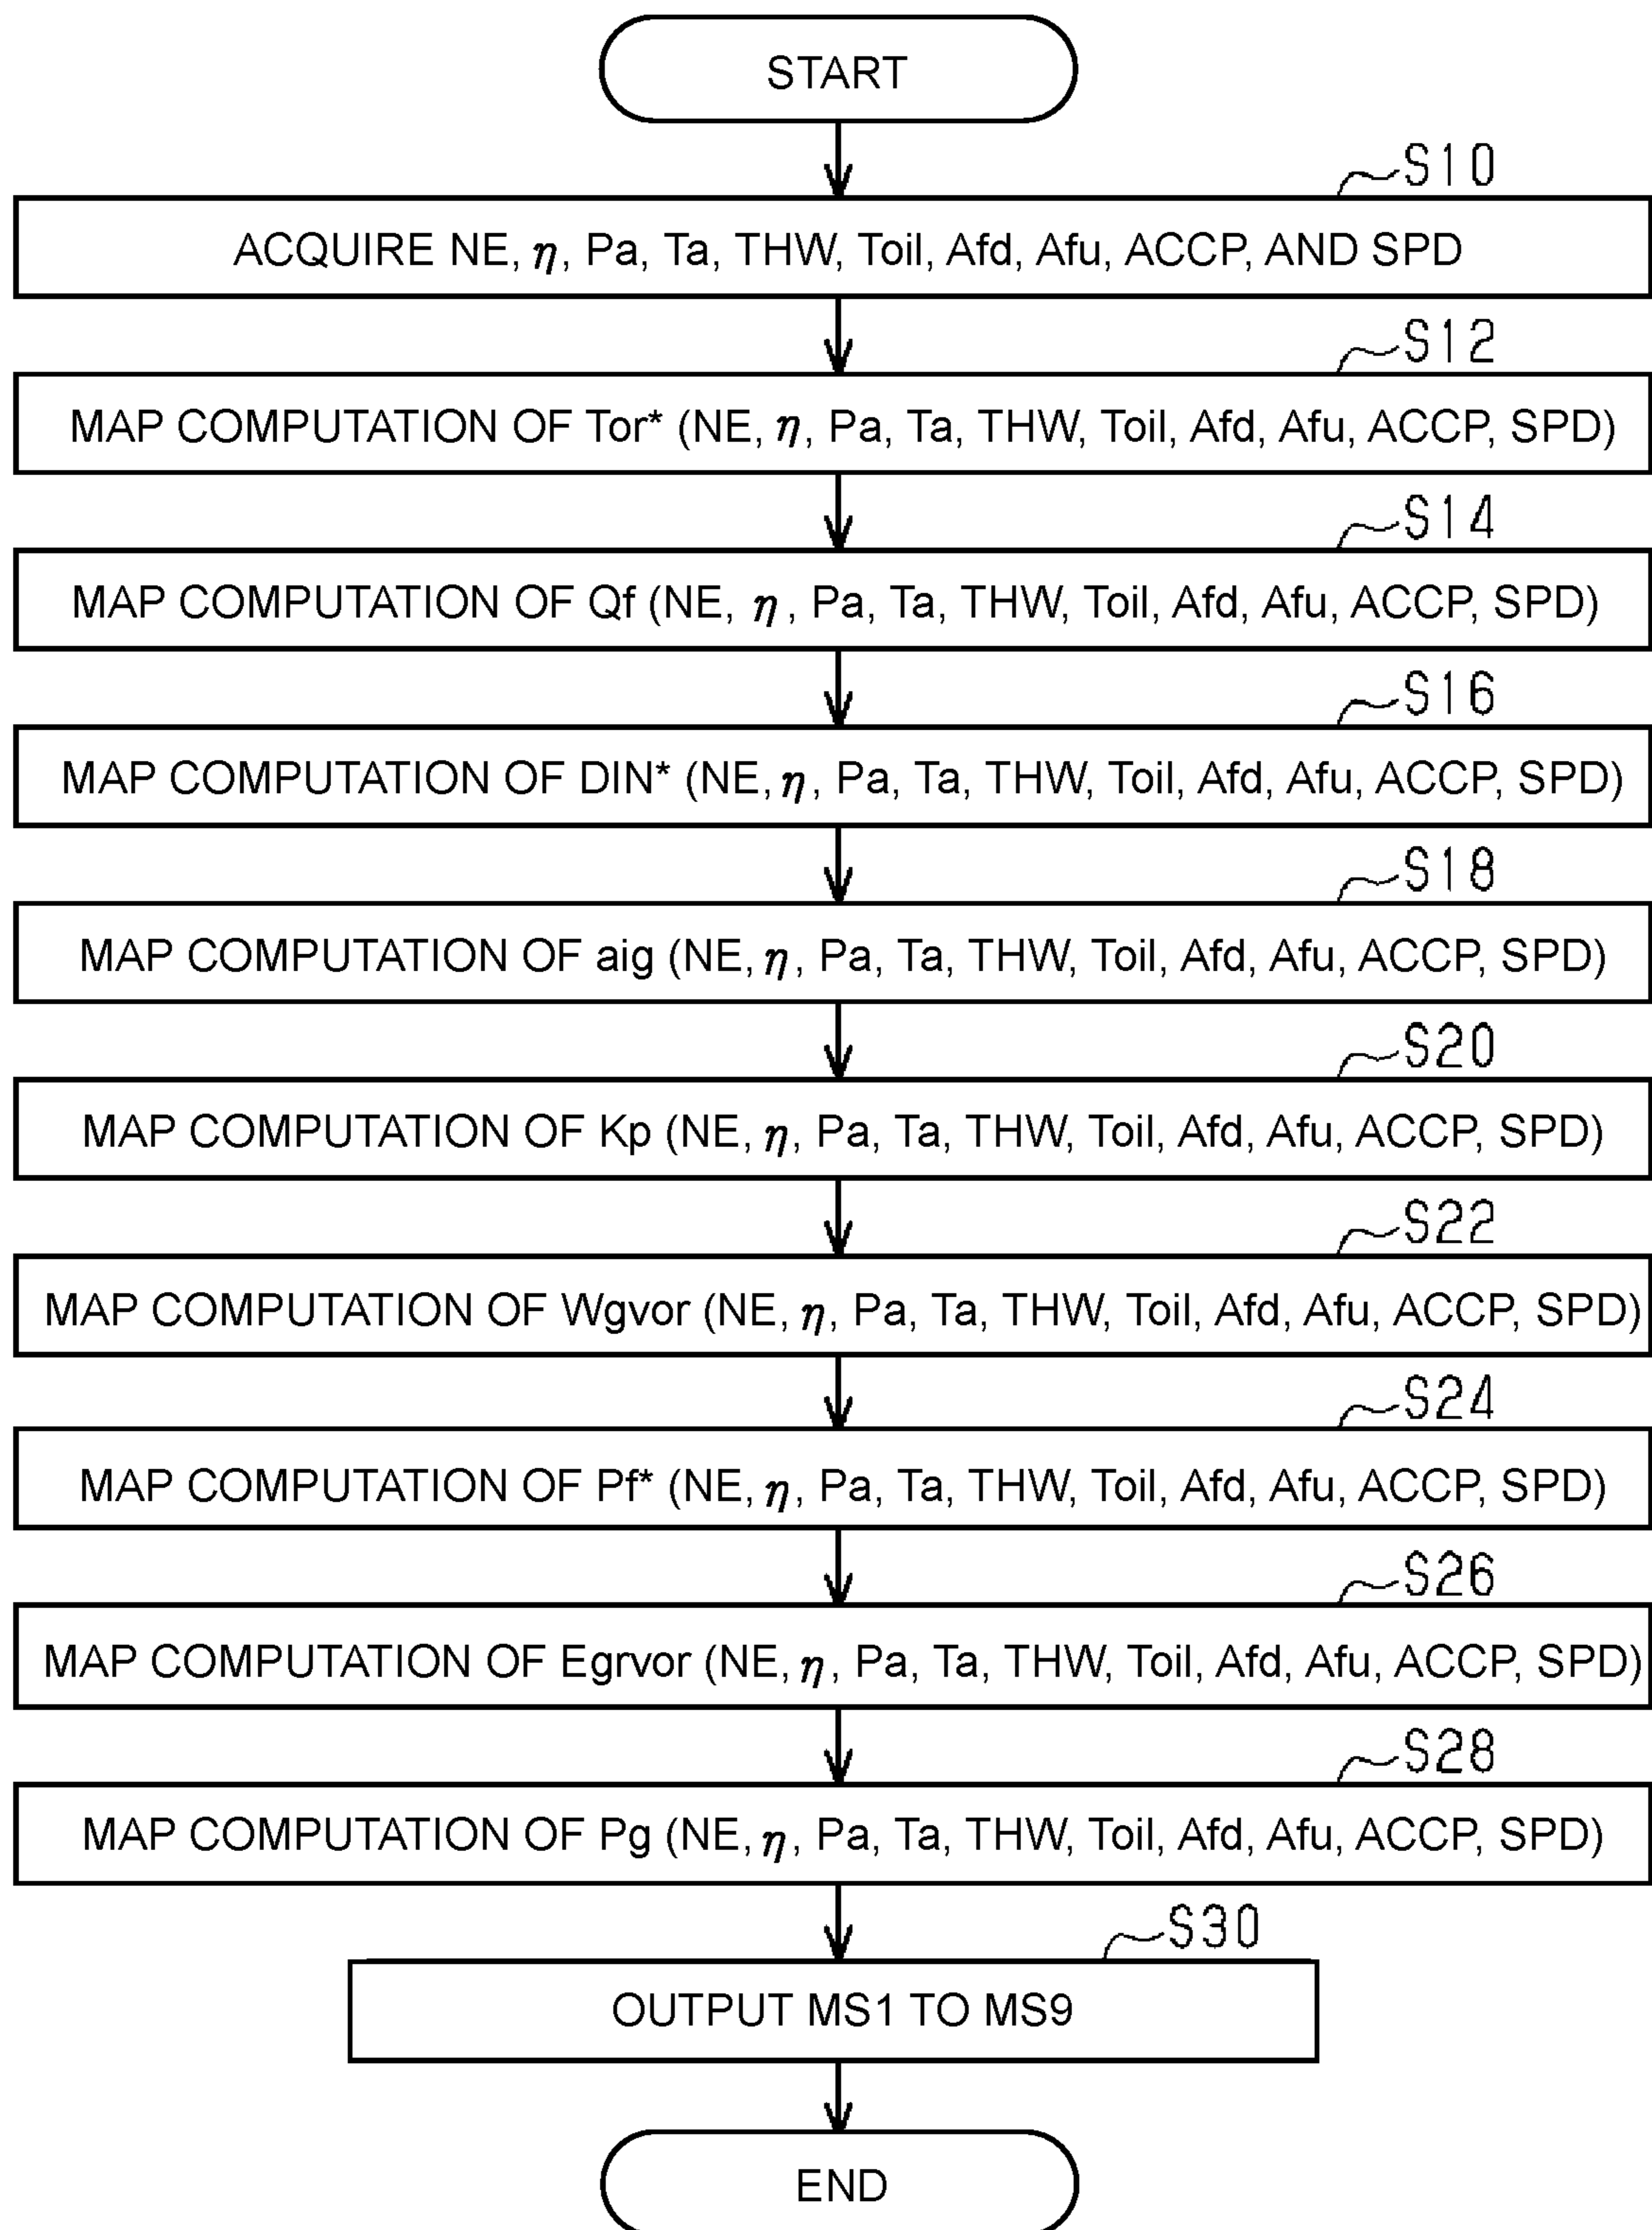 START
S10
ACQUIRE NE, η, Pa, Ta, THW, Toil, Afd, Afu, ACCP, AND SPD
S12
MAP COMPUTATION OF Tor* (NE, η, Pa, Ta, THW, Toil, Afd, Afu, ACCP, SPD)
S14
MAP COMPUTATION OF Qf (NE, η, Pa, Ta, THW, Toil, Afd, Afu, ACCP, SPD)
S16
MAP COMPUTATION OF DIN* (NE, η, Pa, Ta, THW, Toil, Afd, Afu, ACCP, SPD)
S18
MAP COMPUTATION OF aig (NE, η, Pa, Ta, THW, Toil, Afd, Afu, ACCP, SPD)
S20
MAP COMPUTATION OF Kp (NE, η, Pa, Ta, THW, Toil, Afd, Afu, ACCP, SPD)
S22
MAP COMPUTATION OF Wgvor (NE, η, Pa, Ta, THW, Toil, Afd, Afu, ACCP, SPD)
S24
MAP COMPUTATION OF Pf* (NE, η, Pa, Ta, THW, Toil, Afd, Afu, ACCP, SPD)
S26
MAP COMPUTATION OF Egrvor (NE, η, Pa, Ta, THW, Toil, Afd, Afu, ACCP, SPD)
S28
MAP COMPUTATION OF Pg (NE, η, Pa, Ta, THW, Toil, Afd, Afu, ACCP, SPD)
S30
OUTPUT MS1 TO MS9
END